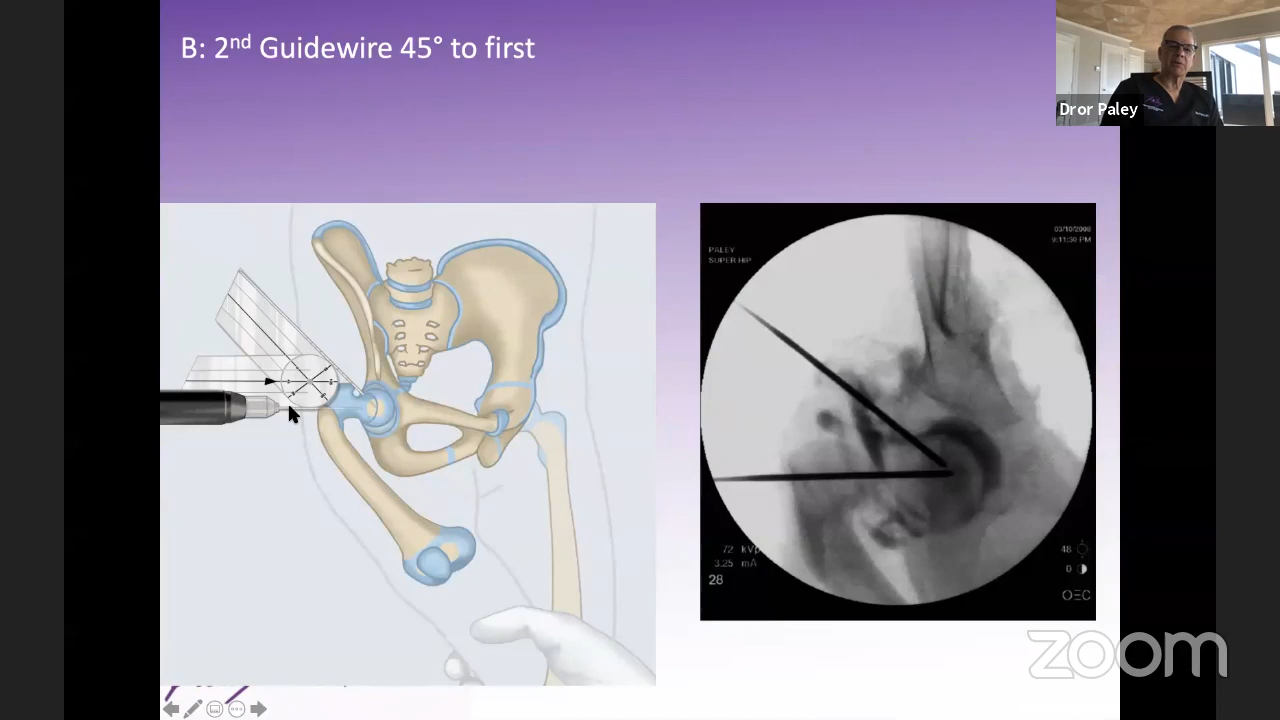 B: 2nd Guidewire 45° to first
Dror Paley
PALEY
SUPER HIP
03/10/2008
9:11:30 PM
72 kVp
3.25 mA
28
48
0
OEC
zoom